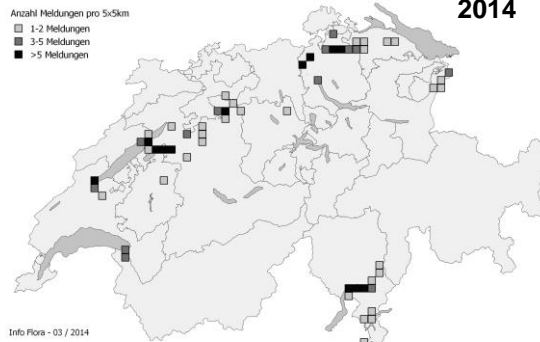 Anzahl Meldungen pro 5x5km
1-2 Meldungen
3-5 Meldungen
>5 Meldungen
2014
Info Flora - 03 / 2014